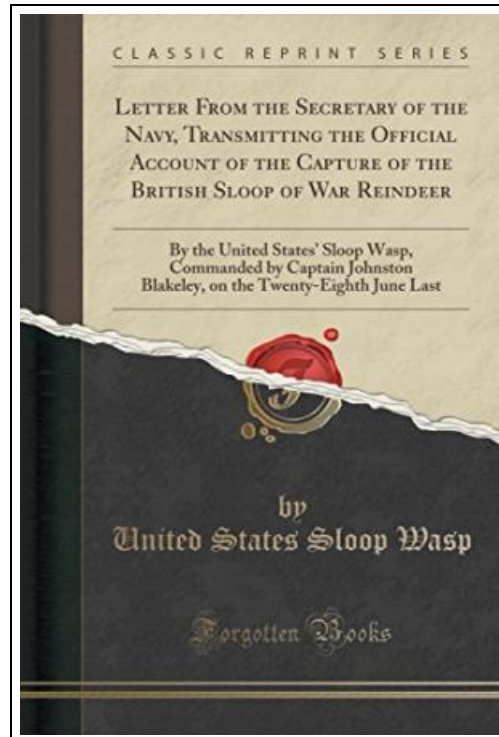 CLASSIC REPRINT SERIES
LETTER FROM THE SECRETARY OF THE
NAVY, TRANSMITTING THE OFFICIAL
ACCOUNT OF THE CAPTURE OF THE
BRITISH SLOOP OF WAR REINDEER
By the United States' Sloop Wasp,
Commanded by Captain Johnston
Blakeley, on the Twenty-Eighth June Last
by
United States Sloop Wasp
Forgotten Books